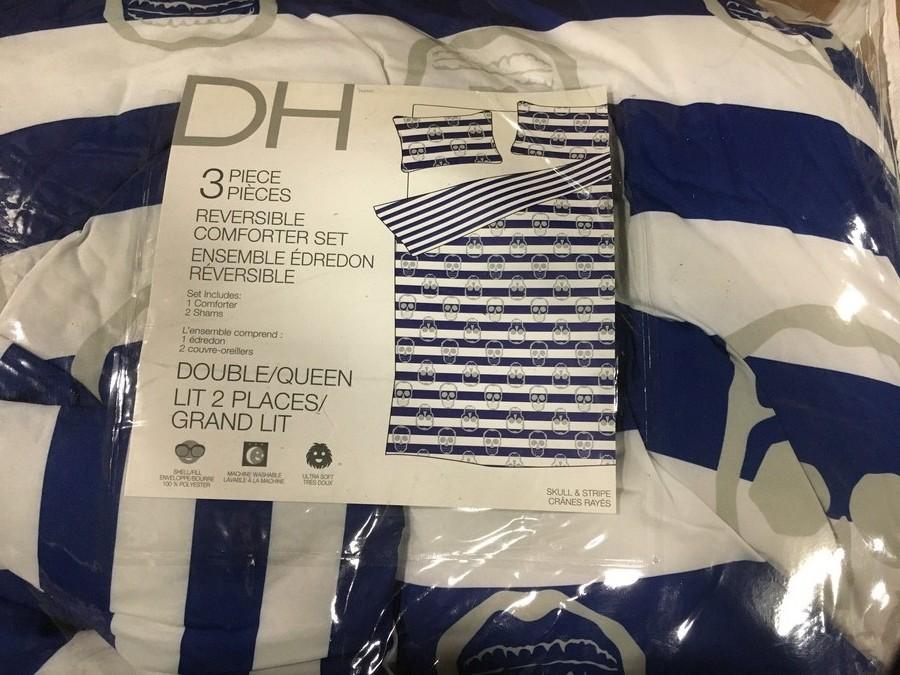 DH
3 PIECE
PIÈCES
REVERSIBLE
COMFORTER SET
ENSEMBLE ÉDREDON
RÉVERSIBLE
Set Includes:
1 Comforter
2 Shams
L'ensemble comprend :
1 édredon
2 couvre-oreillers
DOUBLE/QUEEN
LIT 2 PLACES/
GRAND LIT
SHELL/FILL
ENVELOPPE/BOURRE
100 % POLYESTER
MACHINE WASHABLE
LAVABLE À LA MACHINE
ULTRA SOFT
TRÈS DOUX
SKULL & STRIPE
CRÂNES RAYÉS